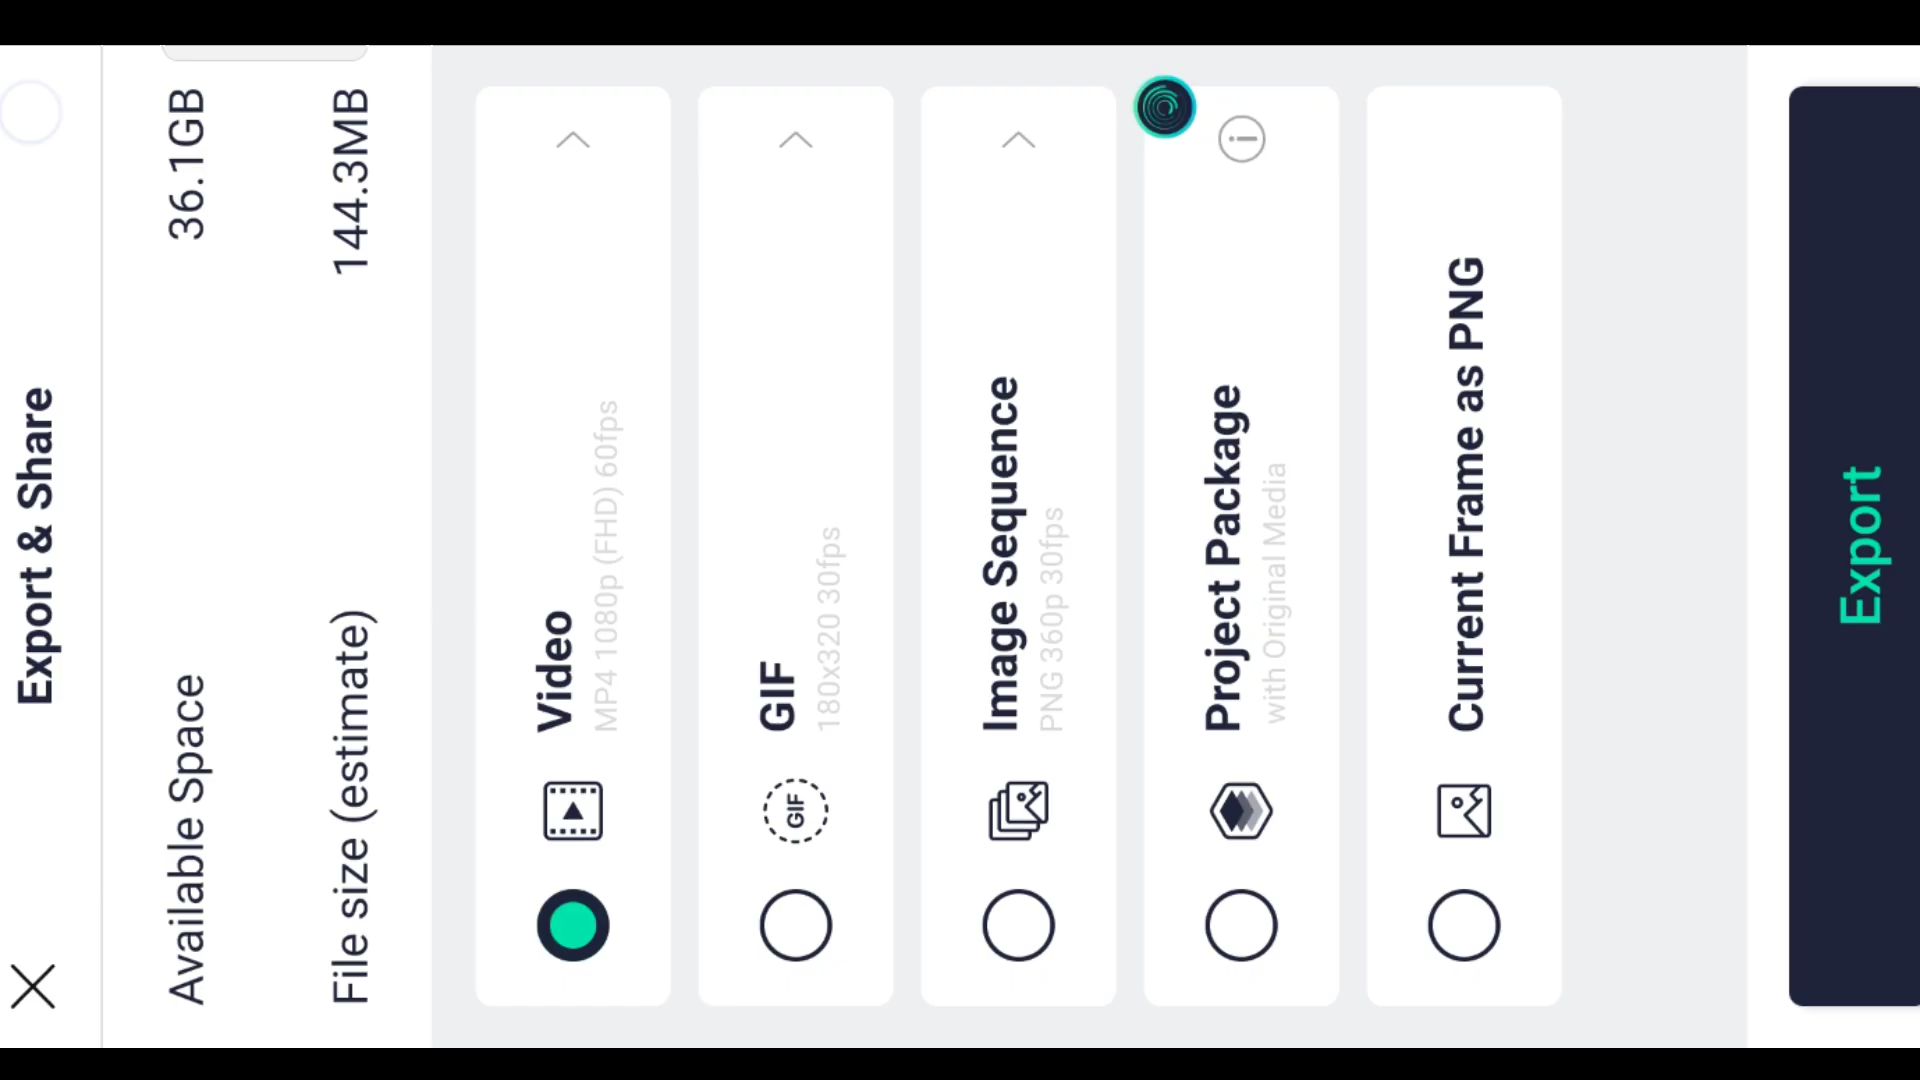 Export & Share
Available Space 36.1GB
File size (estimate) 144.3MB
Video
MP4 1080p (FHD) 60fps
GIF
GIF
180x320 30fps
Image Sequence
PNG 360p 30fps
Project Package
with Original Media
Current Frame as PNG
Export